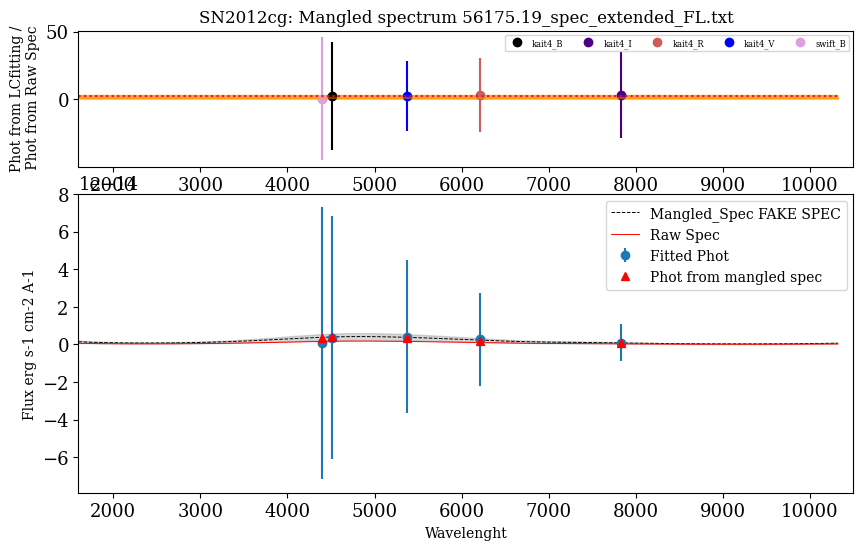 SN2012cg: Mangled spectrum 56175.19_spec_extended_FL.txt
Phot from LCfitting /
Phot from Raw Spec
50
0
kait4_B kait4_I kait4_R kait4_V swift_B
2000 3000 4000 5000 6000 7000 8000 9000 10000
1e−14
Flux erg s-1 cm-2 A-1
8
6
4
2
0
−2
−4
−6
Mangled_Spec FAKE SPEC
Raw Spec
Fitted Phot
Phot from mangled spec
2000 3000 4000 5000 6000 7000 8000 9000 10000
Wavelenght